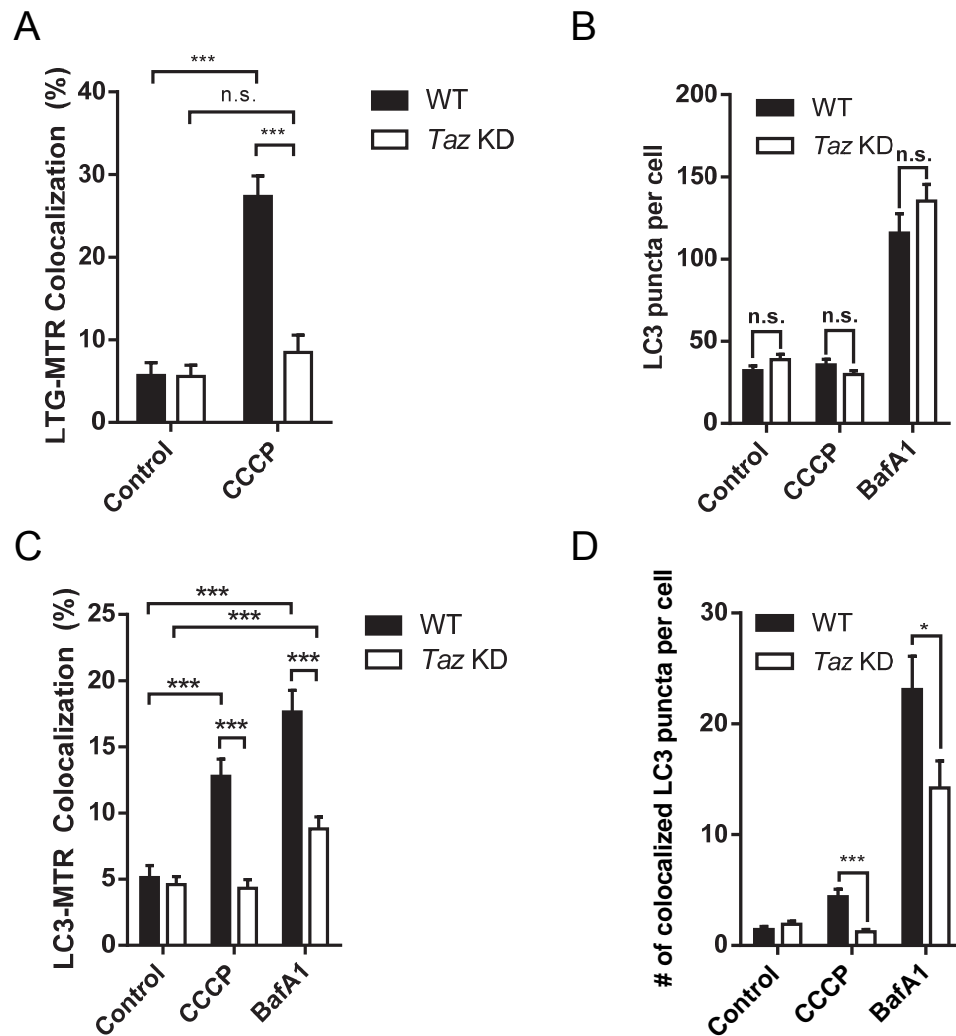 A
LTG-MTR Colocalization (%)
40
30
20
10
0
***
n.s.
***
WT
Taz KD
Control
CCCP
B
LC3 puncta per cell
200
150
100
50
0
WT
Taz KD
n.s.
n.s.
n.s.
Control
CCCP
BafA1
C
LC3-MTR Colocalization (%)
25
20
15
10
5
0
***
***
***
***
***
WT
Taz KD
Control
CCCP
BafA1
D
# of colocalized LC3 puncta per cell
30
20
10
0
WT
Taz KD
*
***
Control
CCCP
BafA1